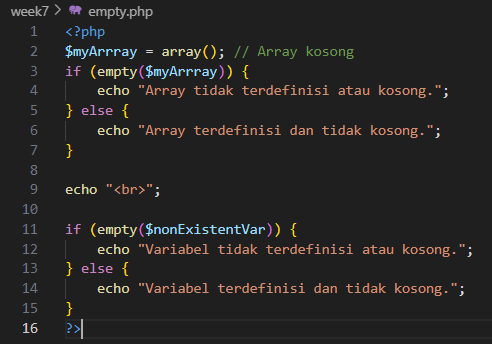 week7 > empty.php
1 <?php
2 $myArrray = array(); // Array kosong
3 if (empty($myArrray)) {
4     echo "Array tidak terdefinisi atau kosong.";
5 } else {
6     echo "Array terdefinisi dan tidak kosong.";
7 }
8
9 echo "<br>";
10
11 if (empty($nonExistentVar)) {
12     echo "Variabel tidak terdefinisi atau kosong.";
13 } else {
14     echo "Variabel terdefinisi dan tidak kosong.";
15 }
16 ?>